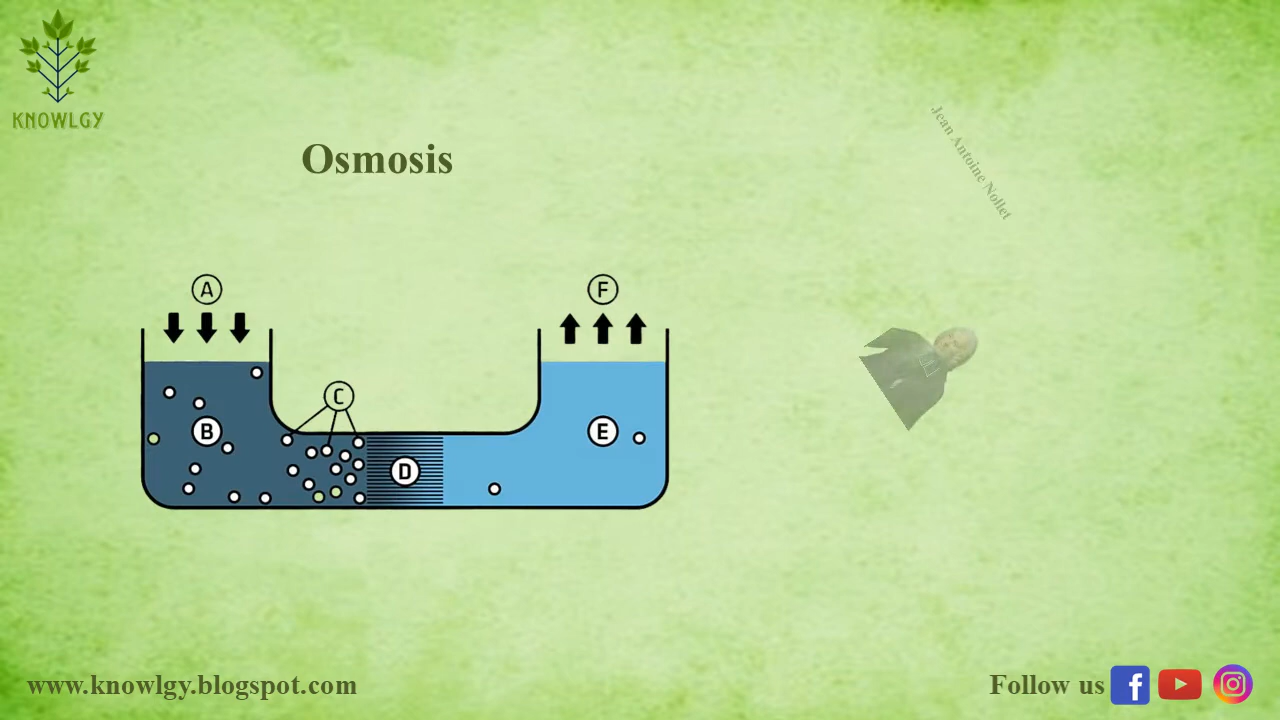 KNOWLGY
Osmosis
Jean Antoine Nollet
A
F
C
B
E
D
www.knowlgy.blogspot.com
Follow us